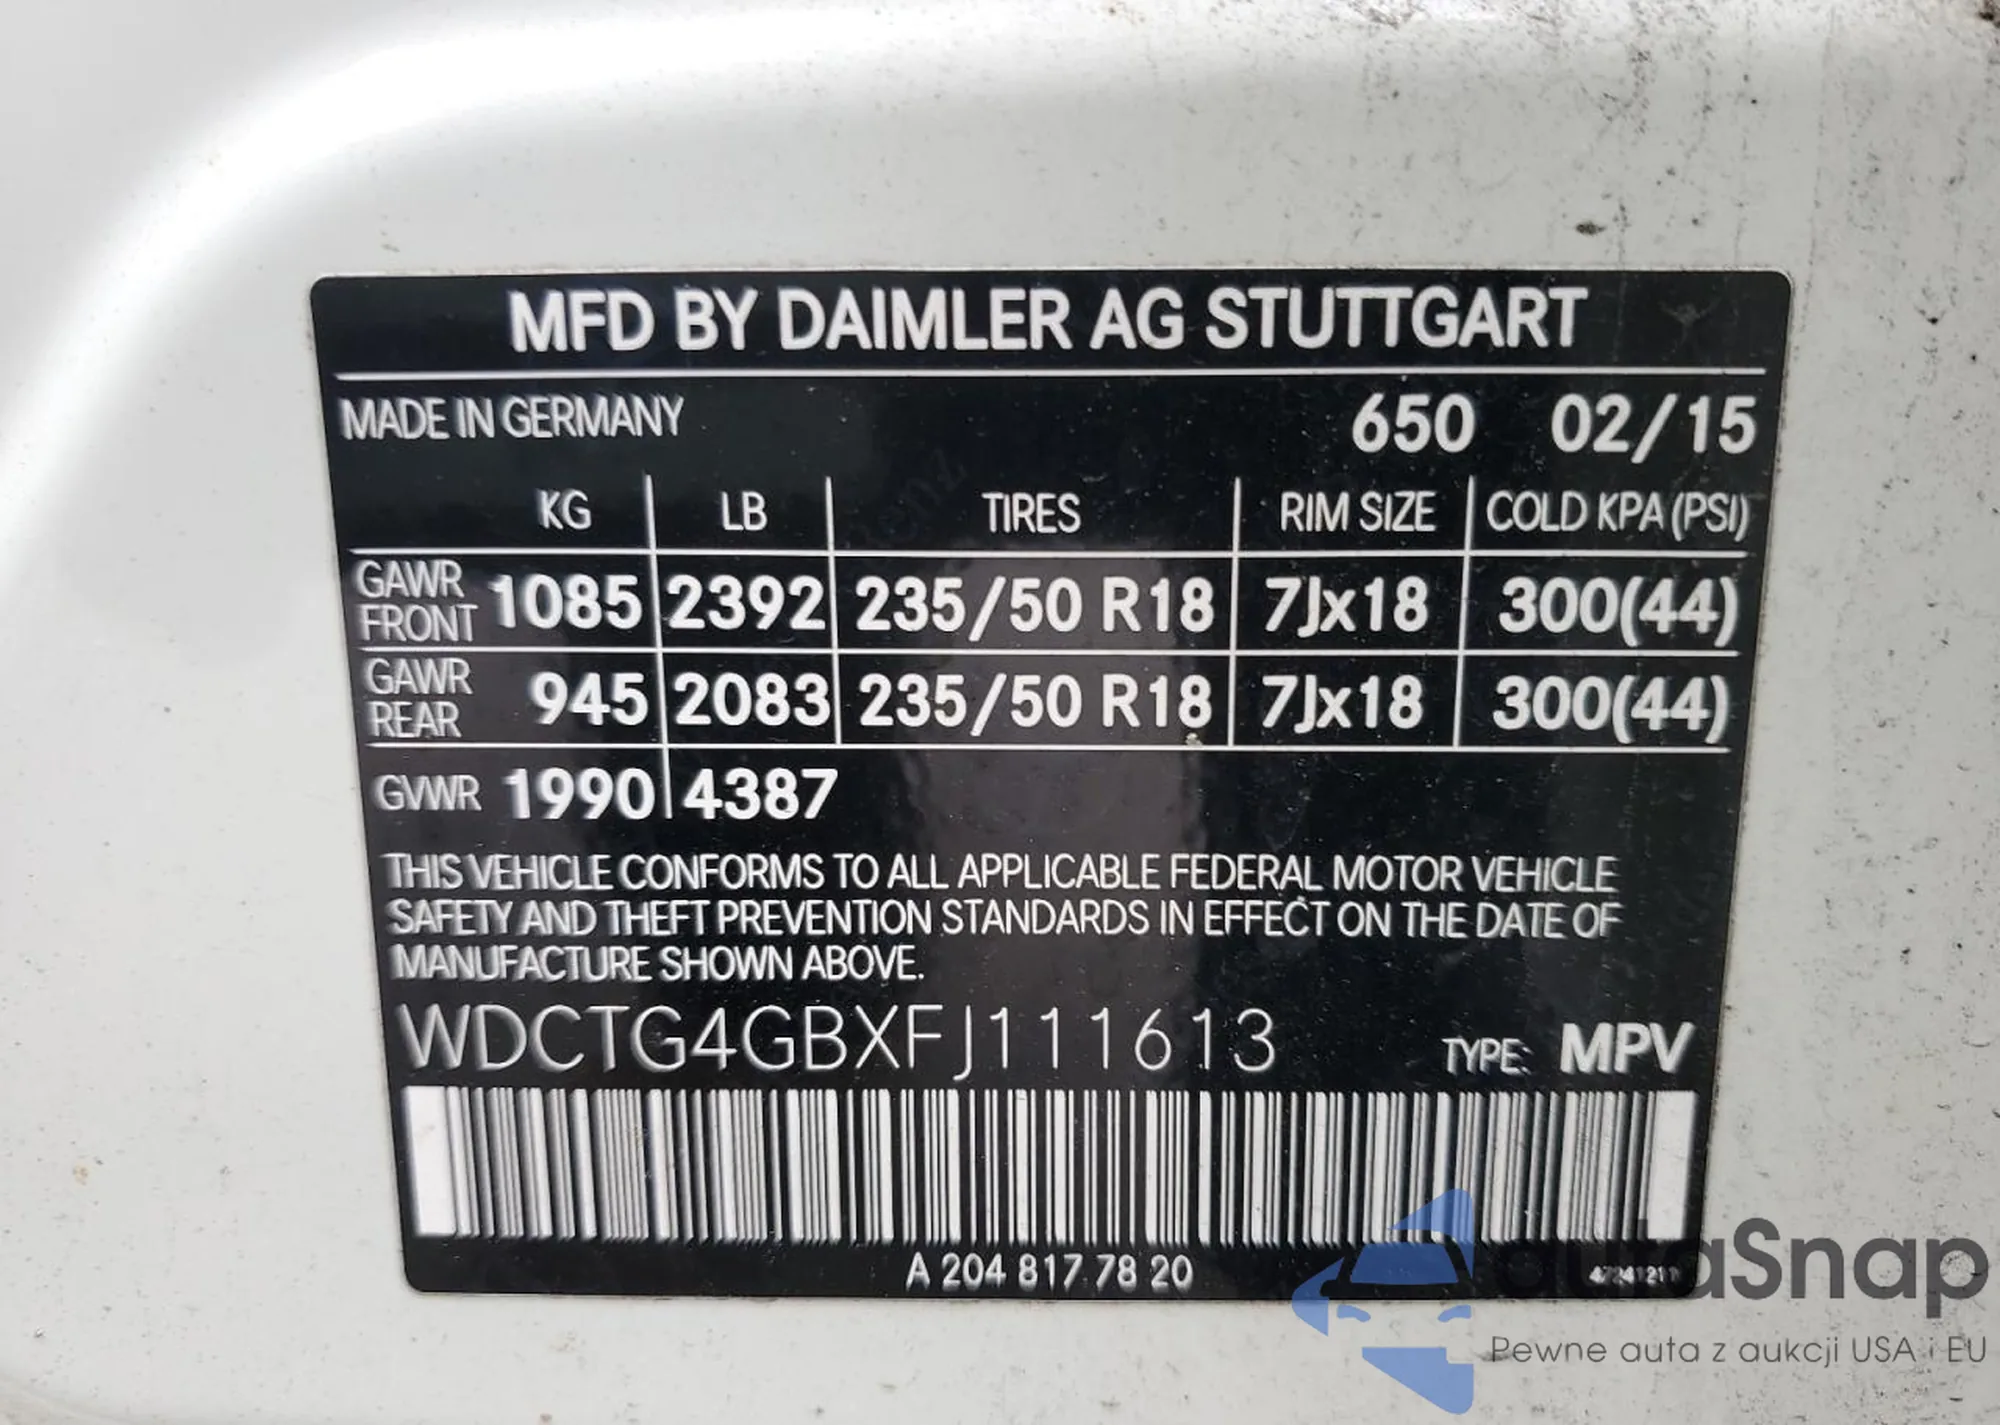 MFD BY DAIMLER AG STUTTGART
MADE IN GERMANY 650 02/15
KG LB TIRES RIM SIZE COLD KPA (PSI)
GAWR FRONT 1085 2392 235/50 R18 7Jx18 300(44)
GAWR REAR 945 2083 235/50 R18 7Jx18 300(44)
GVWR 1990 4387
THIS VEHICLE CONFORMS TO ALL APPLICABLE FEDERAL MOTOR VEHICLE
SAFETY AND THEFT PREVENTION STANDARDS IN EFFECT ON THE DATE OF
MANUFACTURE SHOWN ABOVE.
WDCTG4GBXFJ111613 TYPE: MPV
A 204 817 78 20
autaSnap
Pewne auta z aukcji USA i EU